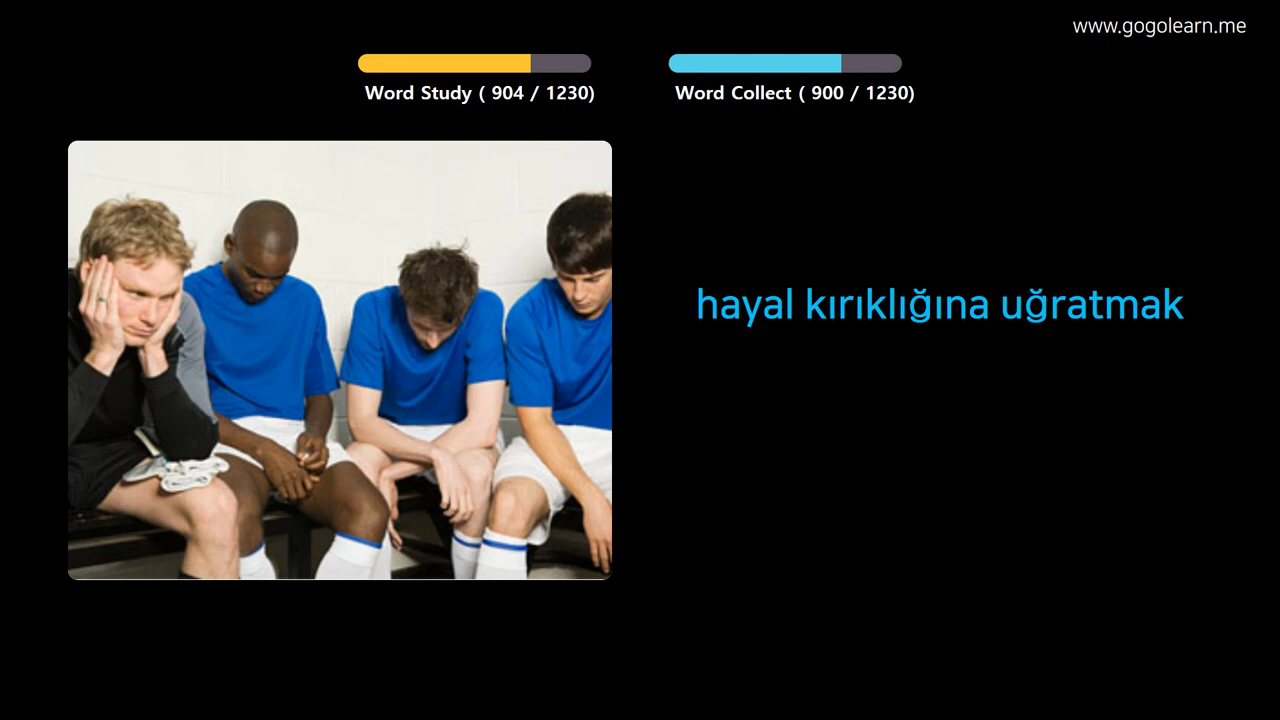 www.gogolearn.me
Word Study ( 904 / 1230)
Word Collect ( 900 / 1230)
hayal kırıklığına uğratmak